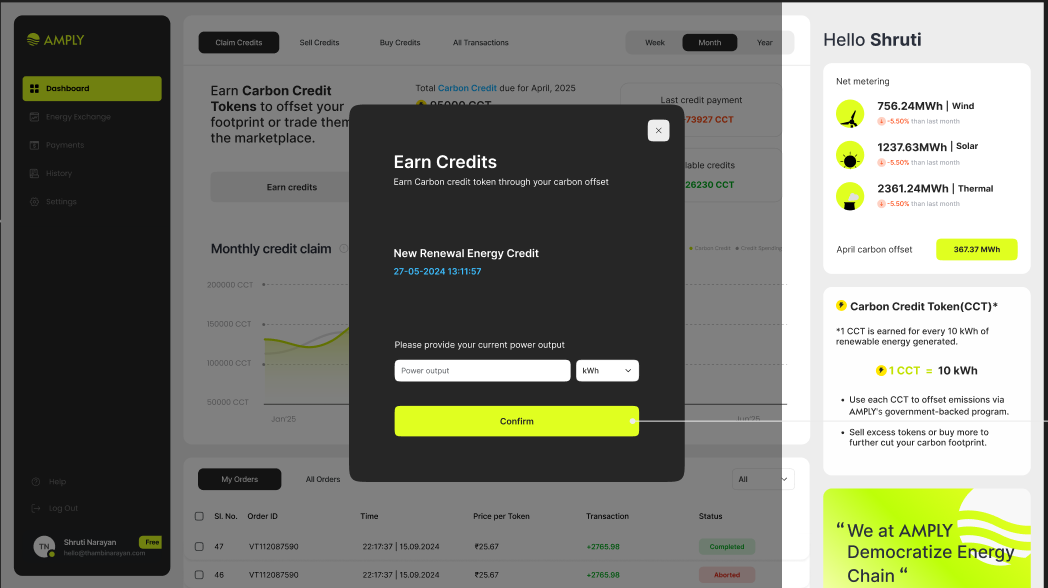 AMPLY
Dashboard
Energy Exchange
Payments
History
Settings
Help
Log Out
TN
Shruti Narayan
Free
hello@thambinarayan.com
Claim Credits
Sell Credits
Buy Credits
All Transactions
Week
Month
Year
Earn Carbon Credit
Tokens to offset your
footprint or trade them
the marketplace.
Earn credits
Total Carbon Credit due for April, 2025
95000 CCT
Last credit payment
73927 CCT
lable credits
26230 CCT
Monthly credit claim
Carbon Credit
Credit Spending
200000 CCT
150000 CCT
100000 CCT
50000 CCT
Jan'25
Jun'25
Earn Credits
Earn Carbon credit token through your carbon offset
New Renewal Energy Credit
27-05-2024 13:11:57
Please provide your current power output
Power output
kWh
Confirm
My Orders
All Orders
All
Sl. No.
Order ID
Time
Price per Token
Transaction
Status
47
VT112087590
22:17:37 | 15.09.2024
₹25.67
+2765.98
Completed
46
VT112087590
22:17:37 | 15.09.2024
₹25.67
+2765.98
Aborted
Hello Shruti
Net metering
756.24MWh | Wind
-5.50% than last month
1237.63MWh | Solar
-5.50% than last month
2361.24MWh | Thermal
-5.50% than last month
April carbon offset
367.37 MWh
Carbon Credit Token(CCT)*
*1 CCT is earned for every 10 kWh of
renewable energy generated.
1 CCT = 10 kWh
• Use each CCT to offset emissions via
AMPLY's government-backed program.
• Sell excess tokens or buy more to
further cut your carbon footprint.
“ We at AMPLY
Democratize Energy
Chain “